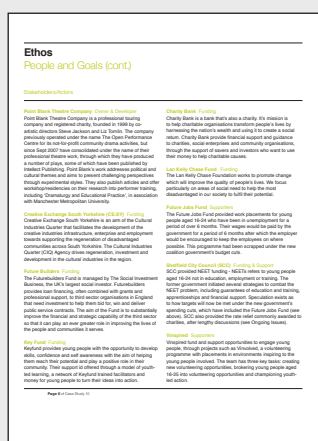 Ethos
People and Goals (cont.)
Stakeholders/Actors
Point Blank Theatre Company Owner & Developer
Point Blank Theatre Company is a professional touring
company and registered charity, founded in 1999 by co-
artistic directors Steve Jackson and Liz Tomlin. The company
previously operated under the name The Open Performance
Centre for its not-for-profit community drama activities, but
since Sept 2007 have consolidated under the name of their
professional theatre work, through which they have produced
a number of plays, some of which have been published by
Intellect Publishing. Point Blank's work addresses political and
cultural themes and aims to present challenging perspectives
through experimental styles. They also publish articles and offer
workshops/residencies on their research into performer training,
including 'Dramaturgy and Educational Practice', in association
with Manchester Metropolitan University.
Creative Exchange South Yorkshire (CE:SY) Funding
Creative Exchange South Yorkshire is an arm of the Cultural
Industries Quarter that facilitates the development of the
creative industries infrastructure, enterprise and employment
towards supporting the regeneration of disadvantaged
communities across South Yorkshire. The Cultural Industries
Quarter (CIQ) Agency drives regeneration, investment and
development in the cultural industries in the region.
Future Builders Funding
The Futurebuilders Fund is managed by The Social Investment
Business, the UK's largest social investor. Futurebuilders
provides loan financing, often combined with grants and
professional support, to third sector organisations in England
that need investment to help them bid for, win and deliver
public service contracts. The aim of the Fund is to substantially
improve the financial and strategic capability of the third sector
so that it can play an ever greater role in improving the lives of
the people and communities it serves.
Key Fund Funding
Keyfund provides young people with the opportunity to develop
skills, confidence and self awareness with the aim of helping
them reach their potential and play a positive role in their
community. Their support id offered through a model of youth-
led learning, a network of Keyfund trained facilitators and
money for young people to turn their ideas into action.
Charity Bank Funding
Charity Bank is a bank that's also a charity. It's mission is
to help charitable organisations transform people's lives by
harnessing the nation's wealth and using it to create a social
return. Charity Bank provide financial support and guidance
to charities, social enterprises and community organisations,
through the support of savers and investors who want to use
their money to help charitable causes.
Lan Kelly Chase Fund Funding
The Lan Kelly Chase Foundation works to promote change
which will improve the quality of people's lives. We focus
particularly on areas of social need to help the most
disadvantaged in our society to fulfil their potential.
Future Jobs Fund Supporters
The Future Jobs Fund provided work placements for young
people aged 18-24 who have been in unemployment for a
period of over 6 months. Their wages would be paid by the
government for a period of 6 months after which the employer
would be encouraged to keep the employees on where
possible. This programme had been scrapped under the new
coalition government's budget cuts.
Sheffield City Council (SCC) Funding & Support
SCC provided NEET funding - NEETs refers to young people
aged 16-24 not in education, employment or training. The
former government initiated several strategies to combat the
NEET problem, including guarantees of education and training,
apprenticeships and financial support. Speculation exists as
to how targets will now be met under the new government's
spending cuts, which have included the Future Jobs Fund (see
above). SCC also provided the rate relief commonly awarded to
charities, after lengthy discussions (see Ongoing Issues).
Vinspired Supporters
Vinspired fund and support opportunities to engage young
people, through projects such as Vinvolved, a volunteering
programme with placements in environments inspiring to the
young people involved. The team has three key tasks: creating
new volunteering opportunities, brokering young people aged
16-25 into volunteering opportunities and championing youth-
led action.
Page 6 of Case Study 10